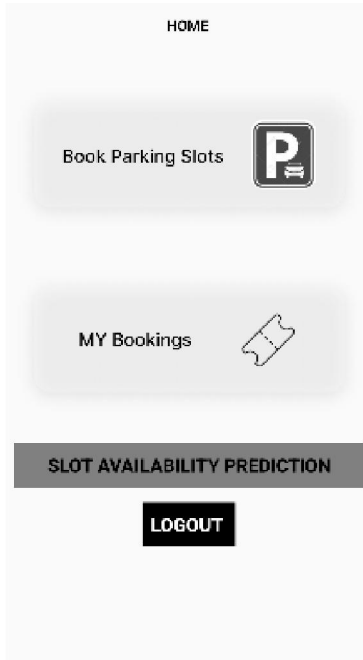 HOME
Book Parking Slots
P
MY Bookings
SLOT AVAILABILITY PREDICTION
LOGOUT